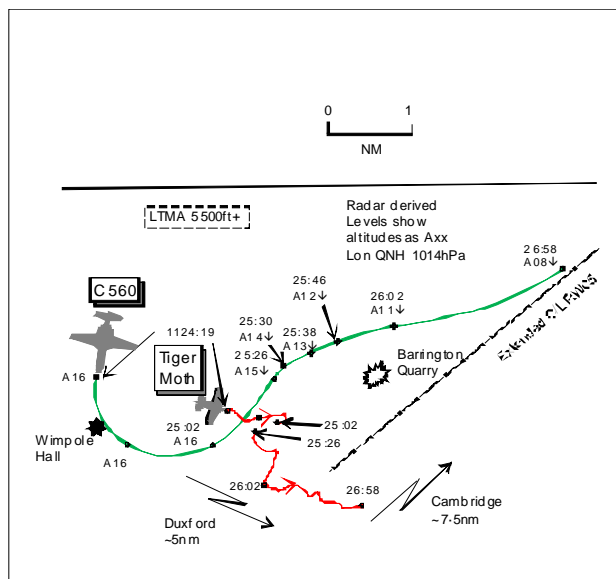 0 1
NM
LTMA 5500ft+
Radar derived
Levels show
altitudes as Axx
Lon QNH 1014hPa
26:58
A08↓
C560
25:46
A12↓
26:02
A11↓
1124:19
25:30
A14↓
25:38
A13↓
Tiger
Moth
25:26
A15↓
Barrington
Quarry
Extended C/L RW05
A16
25:02
A16
25:02
Wimpole
Hall
A16
25:26
26:02
26:58
Cambridge
~7·5nm
Duxford
~5nm